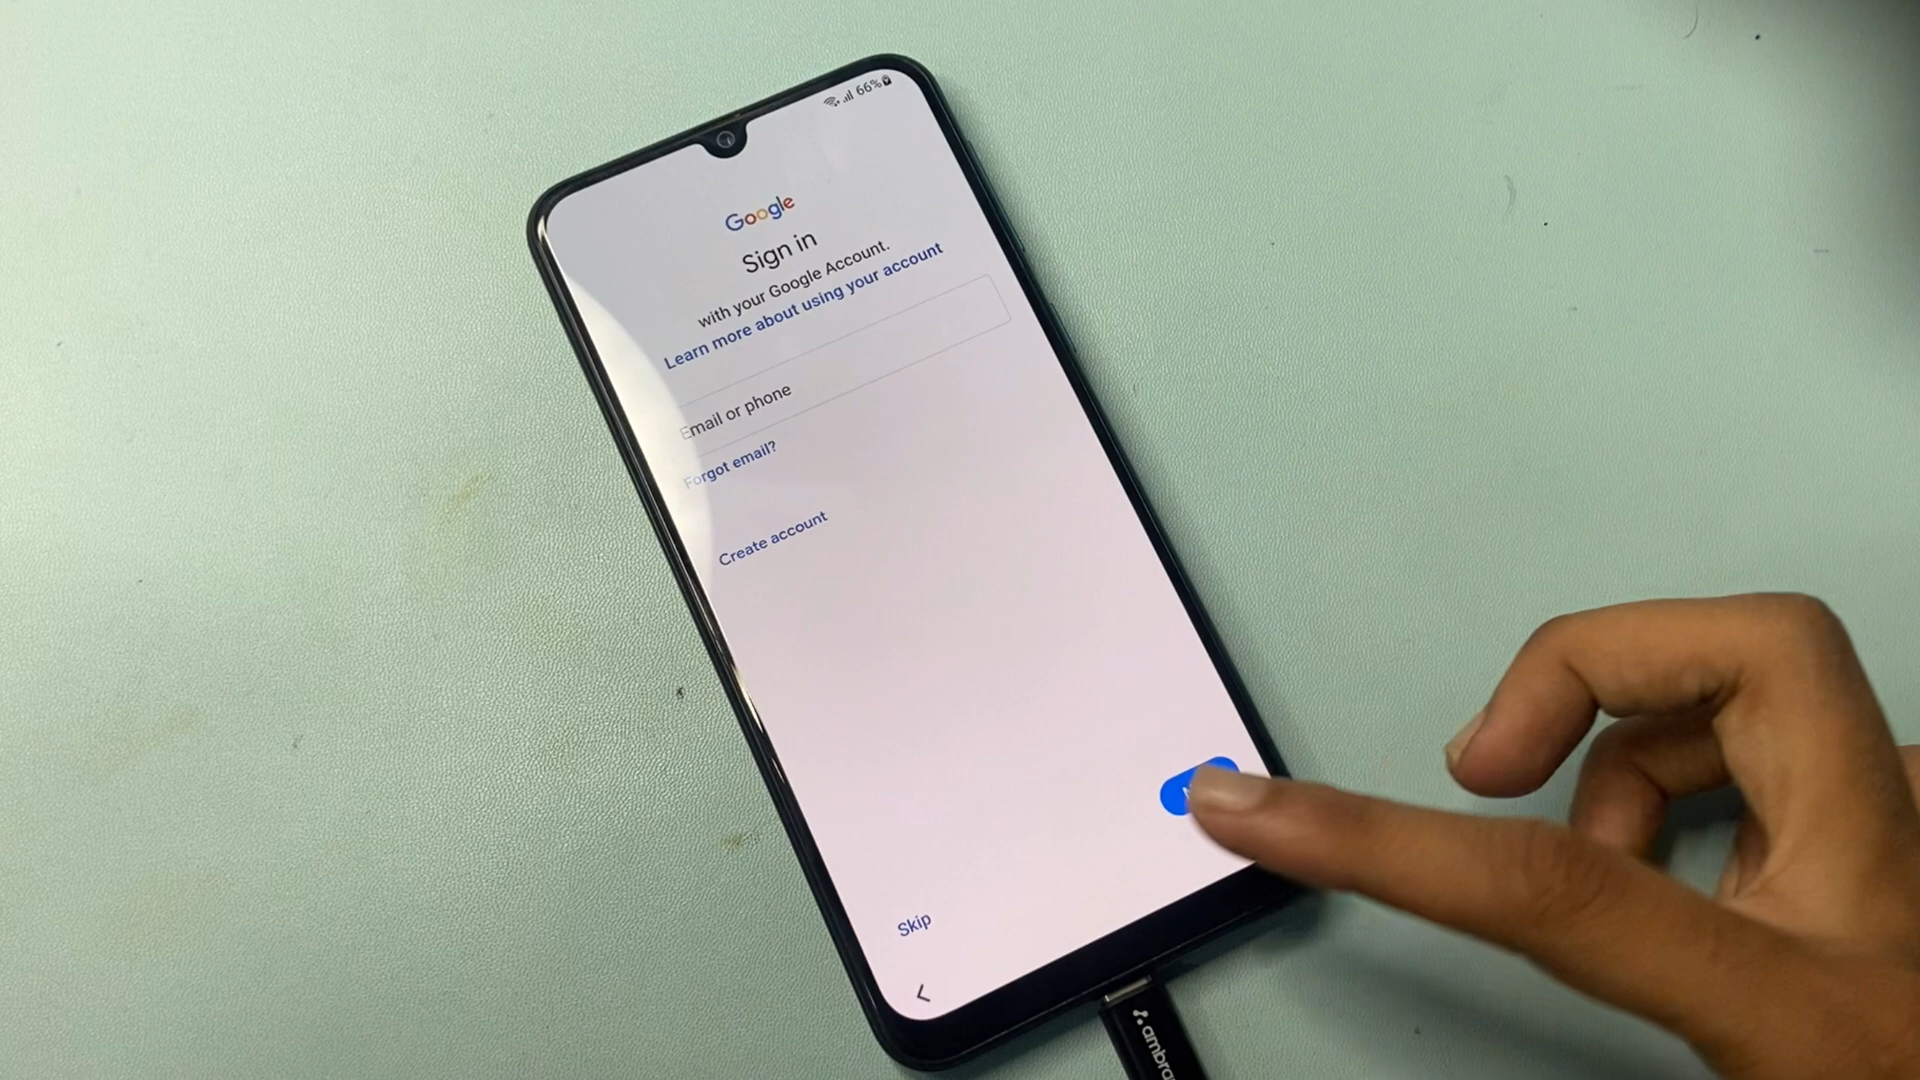 66%
Google
Sign in
with your Google Account.
Learn more about using your account
Email or phone
Forgot email?
Create account
Skip